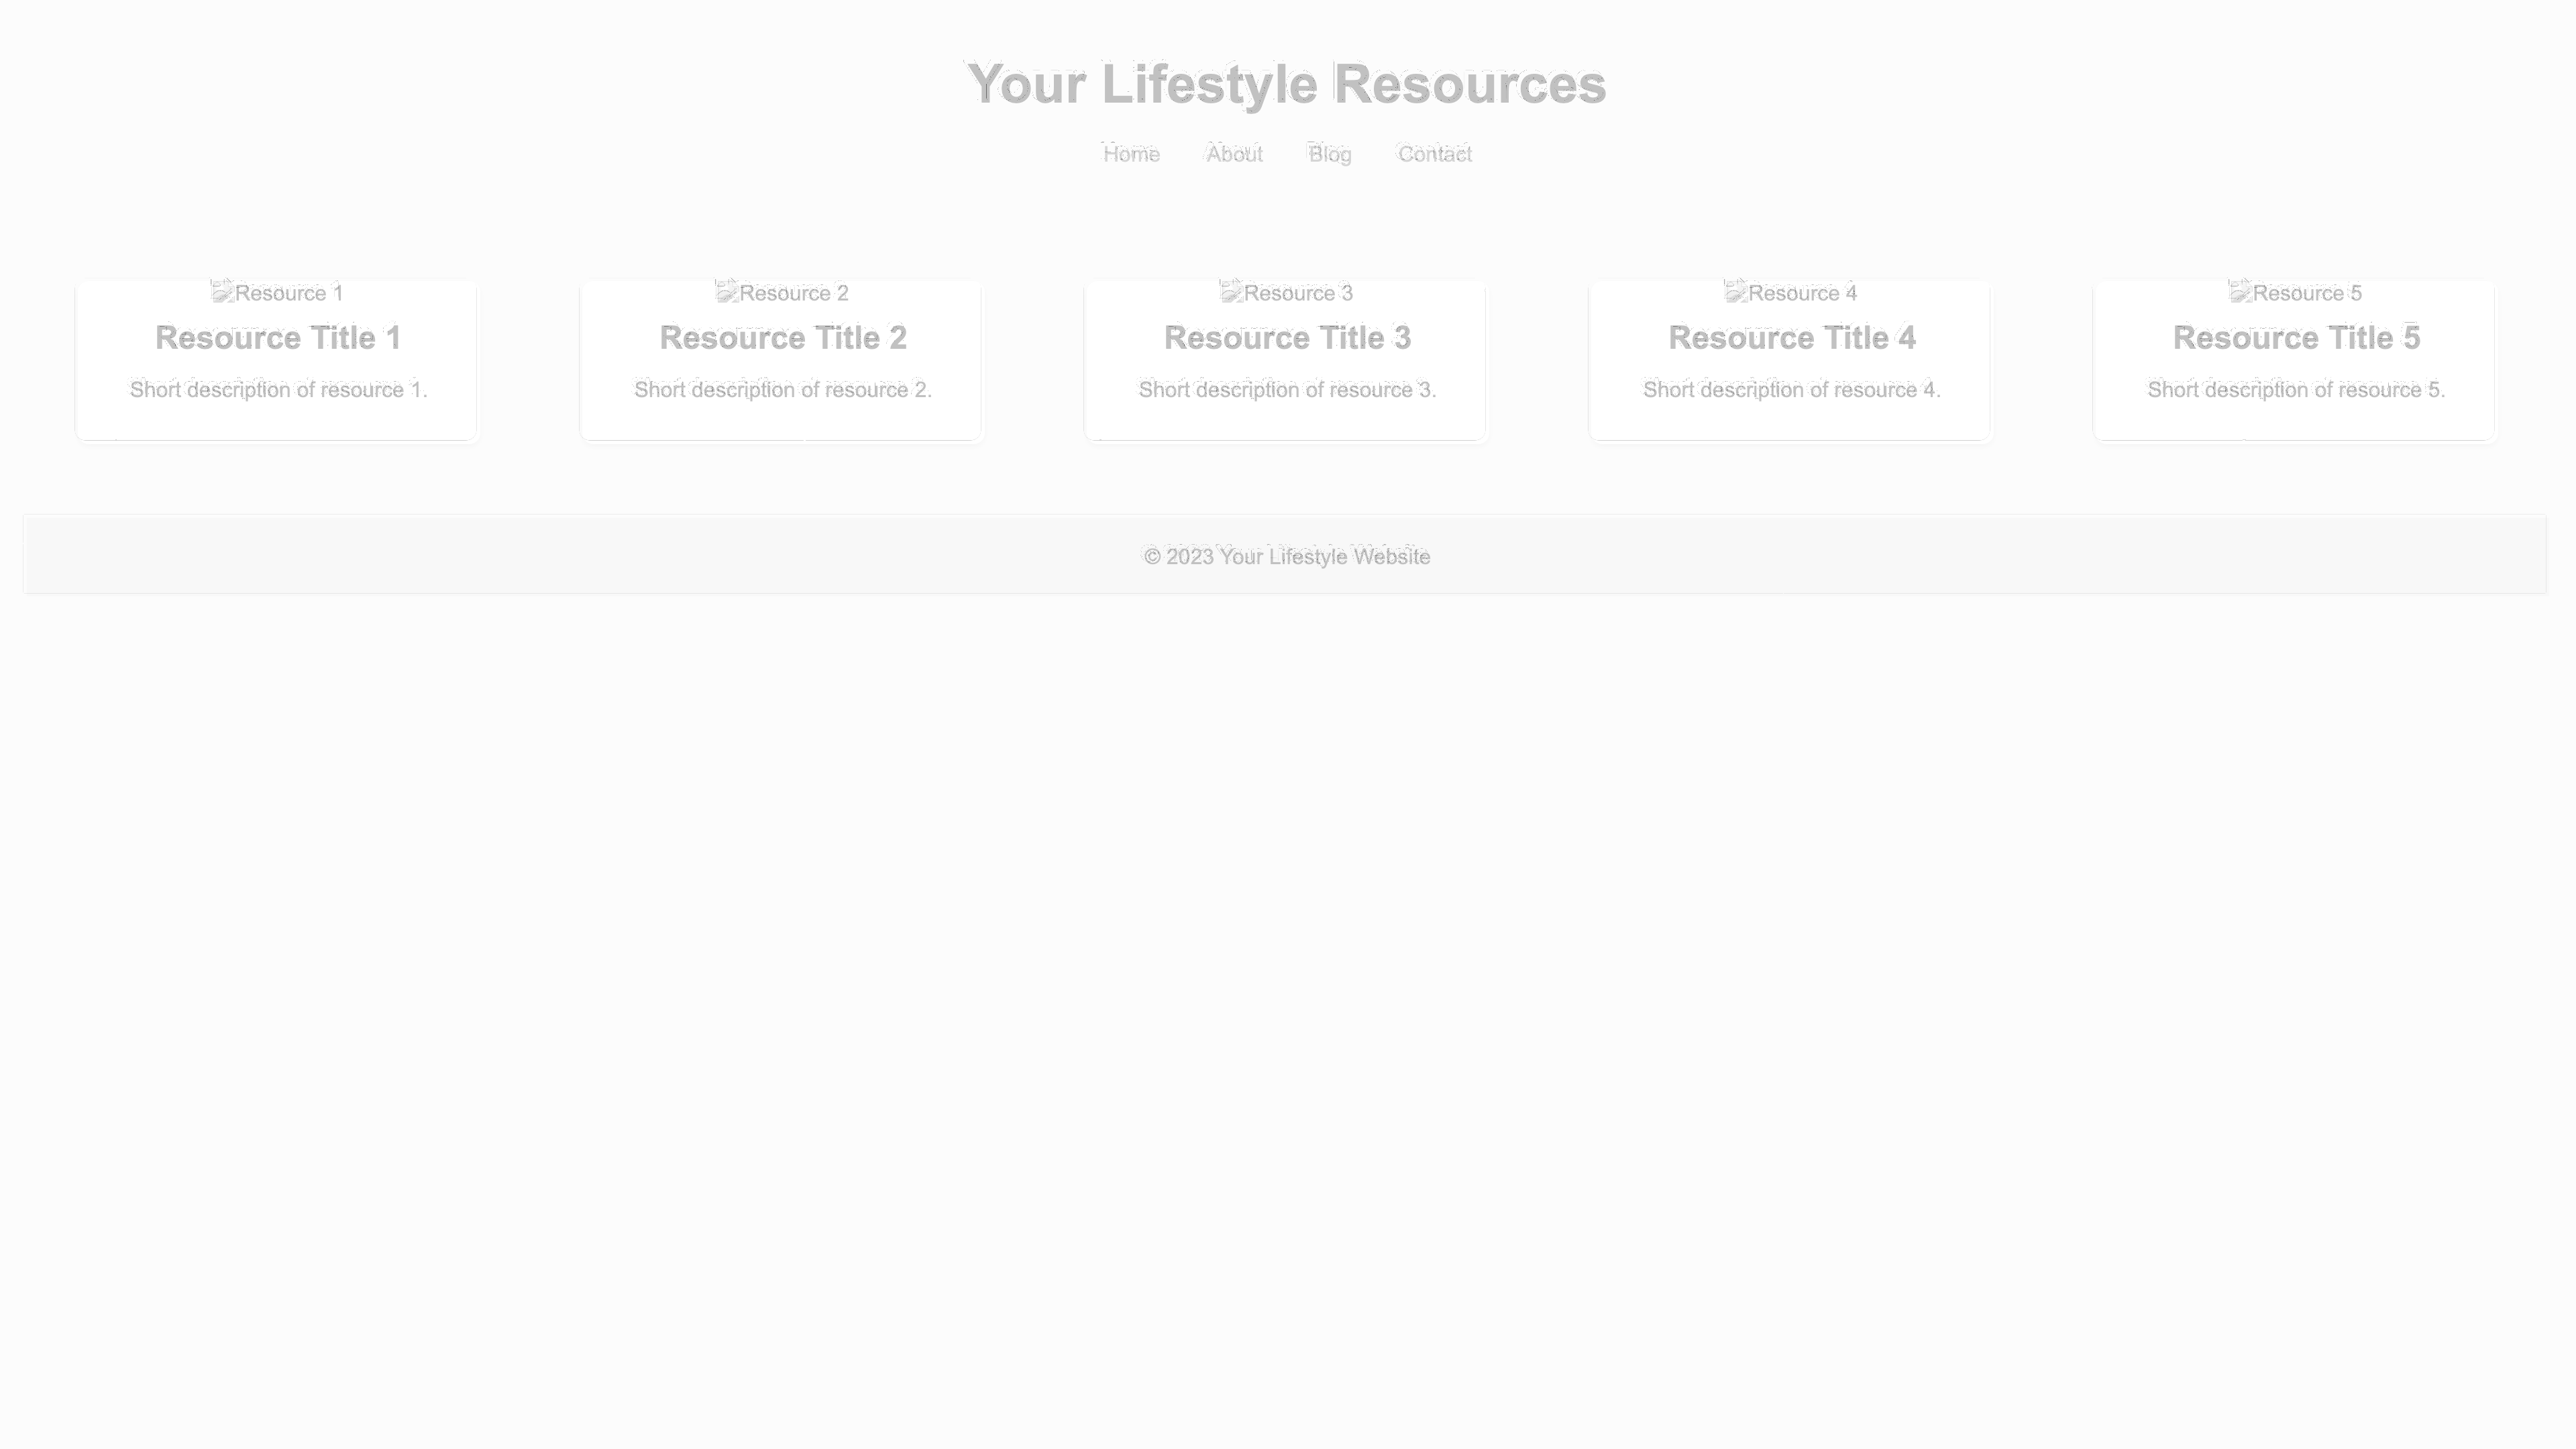 Your Lifestyle Resources
Home About Blog Contact
Resource 1
Resource Title 1
Short description of resource 1.
Resource 2
Resource Title 2
Short description of resource 2.
Resource 3
Resource Title 3
Short description of resource 3.
Resource 4
Resource Title 4
Short description of resource 4.
Resource 5
Resource Title 5
Short description of resource 5.
© 2023 Your Lifestyle Website